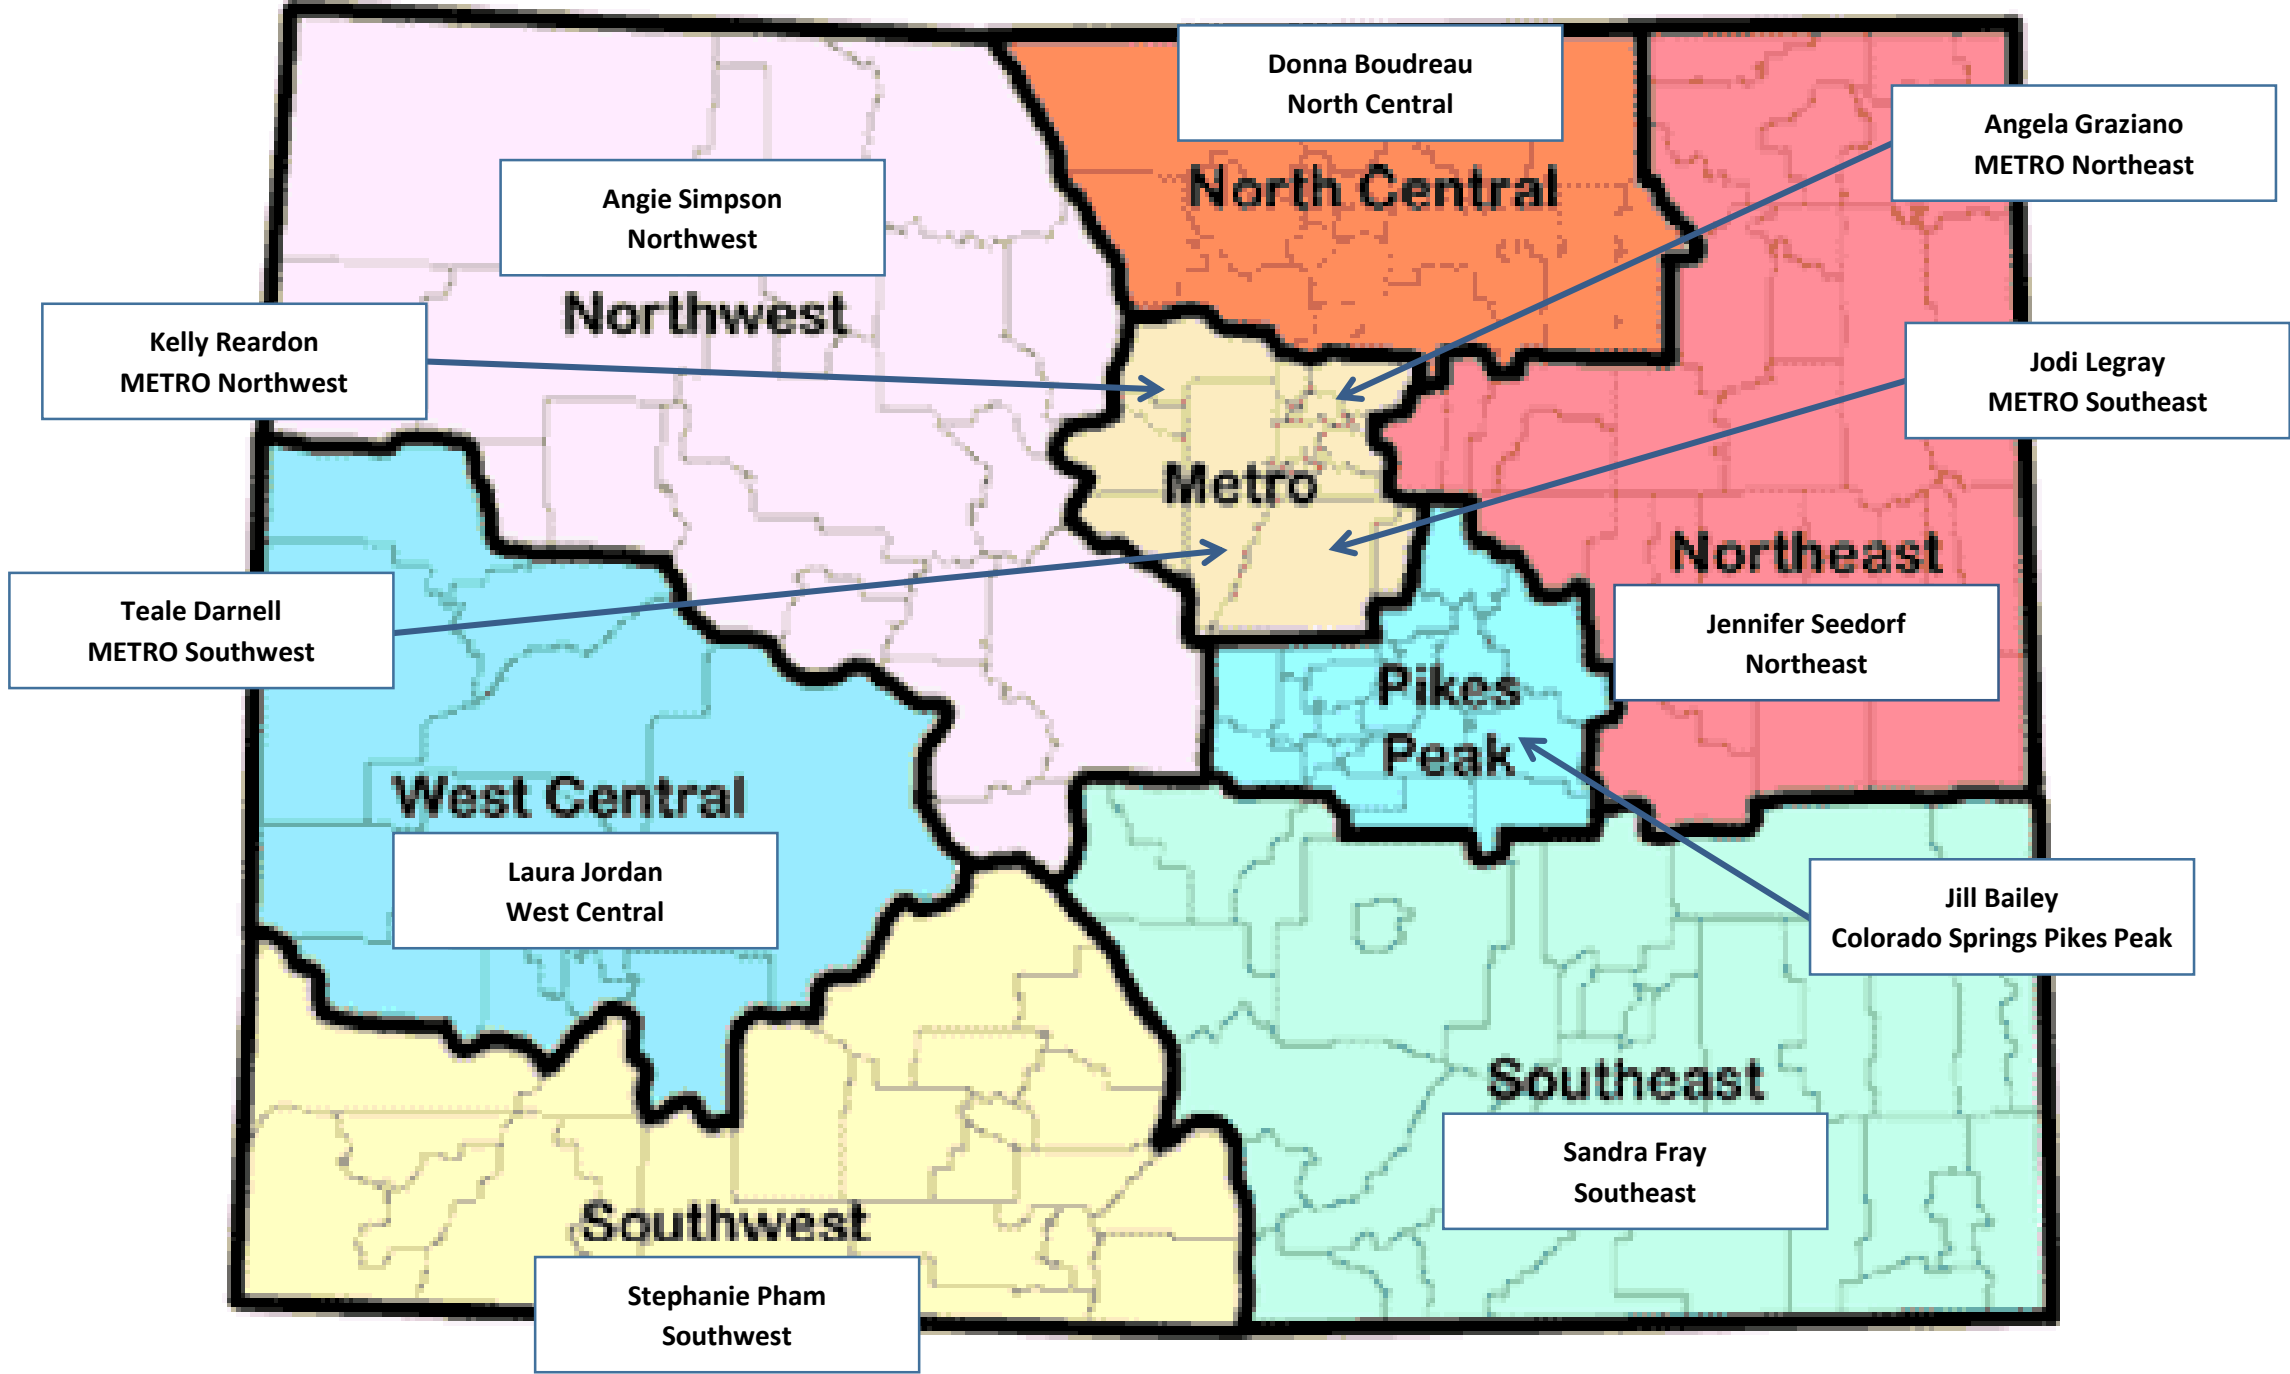 Donna Boudreau
North Central
North Central
Angela Graziano
METRO Northeast
Angie Simpson
Northwest
Northwest
Kelly Reardon
METRO Northwest
Jodi Legray
METRO Southeast
Metro
Northeast
Jennifer Seedorf
Northeast
Teale Darnell
METRO Southwest
Pikes
Peak
West Central
Laura Jordan
West Central
Jill Bailey
Colorado Springs Pikes Peak
Southeast
Sandra Fray
Southeast
Southwest
Stephanie Pham
Southwest